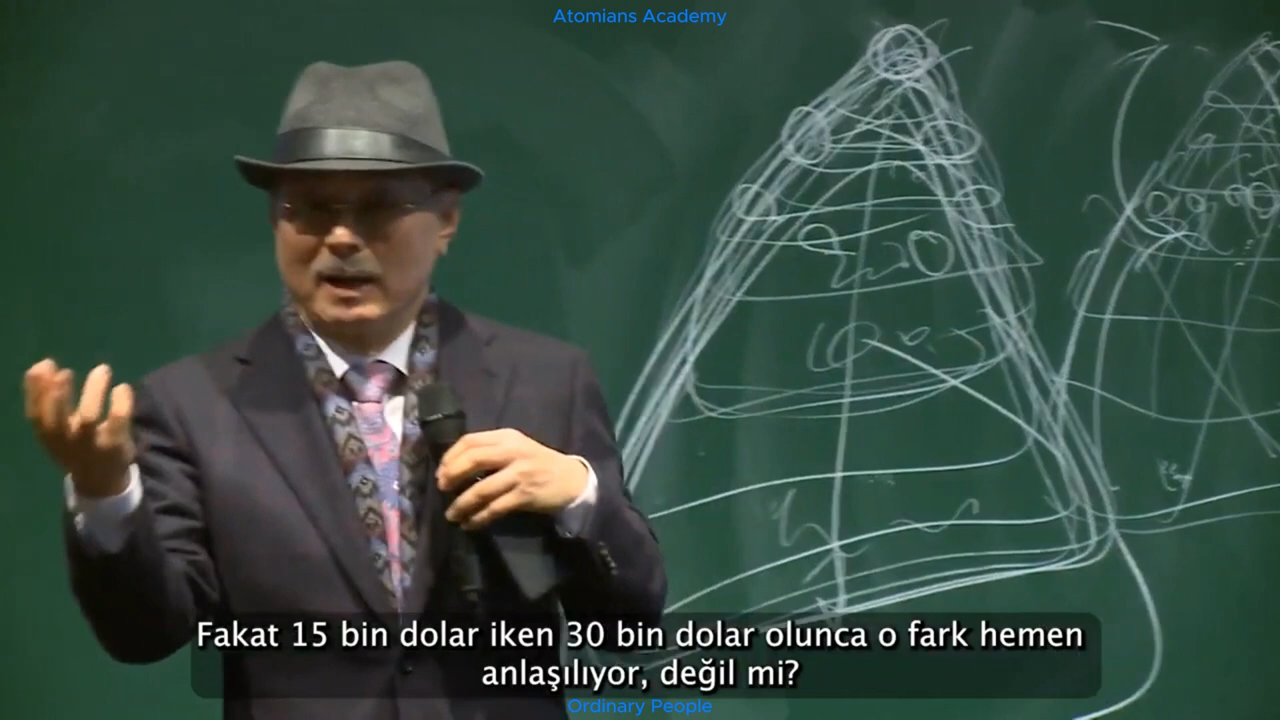 Atomians Academy
Fakat 15 bin dolar iken 30 bin dolar olunca o fark hemen
anlaşılıyor, değil mi?
Ordinary People